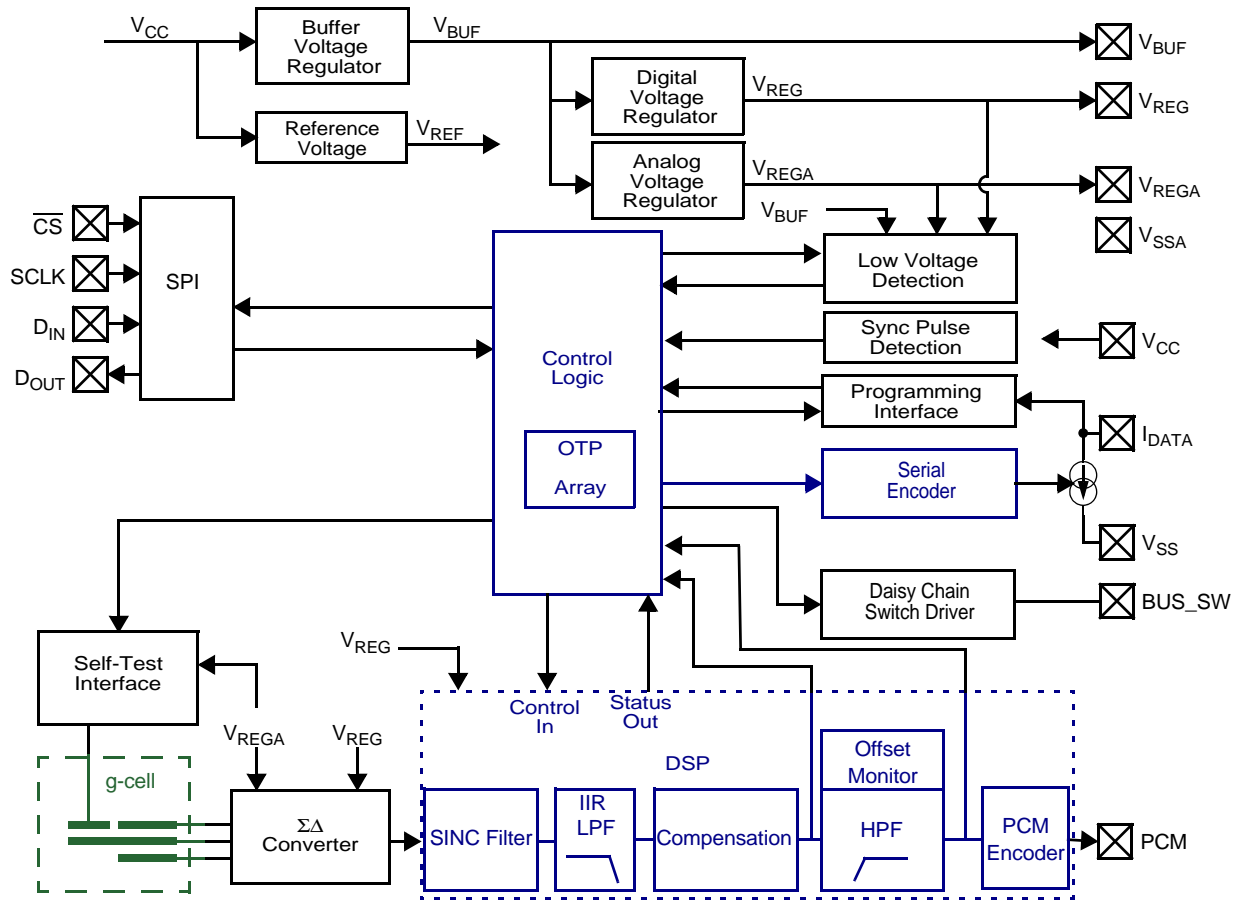 VCC
Buffer
Voltage
Regulator
VBUF
VBUF
Digital
Voltage
Regulator
VREG
VREG
Reference
Voltage
VREF
Analog
Voltage
Regulator
VREGA
VREGA
VBUF
VSSA
CS
SCLK
DIN
DOUT
SPI
Control
Logic
OTP
Array
Low Voltage
Detection
Sync Pulse
Detection
VCC
Programming
Interface
IDATA
Serial
Encoder
VSS
Daisy Chain
Switch Driver
BUS_SW
Self-Test
Interface
VREGA
VREG
VREG
Control
In
Status
Out
DSP
g-cell
ΣΔ
Converter
SINC Filter
IIR
LPF
Compensation
Offset
Monitor
HPF
PCM
Encoder
PCM